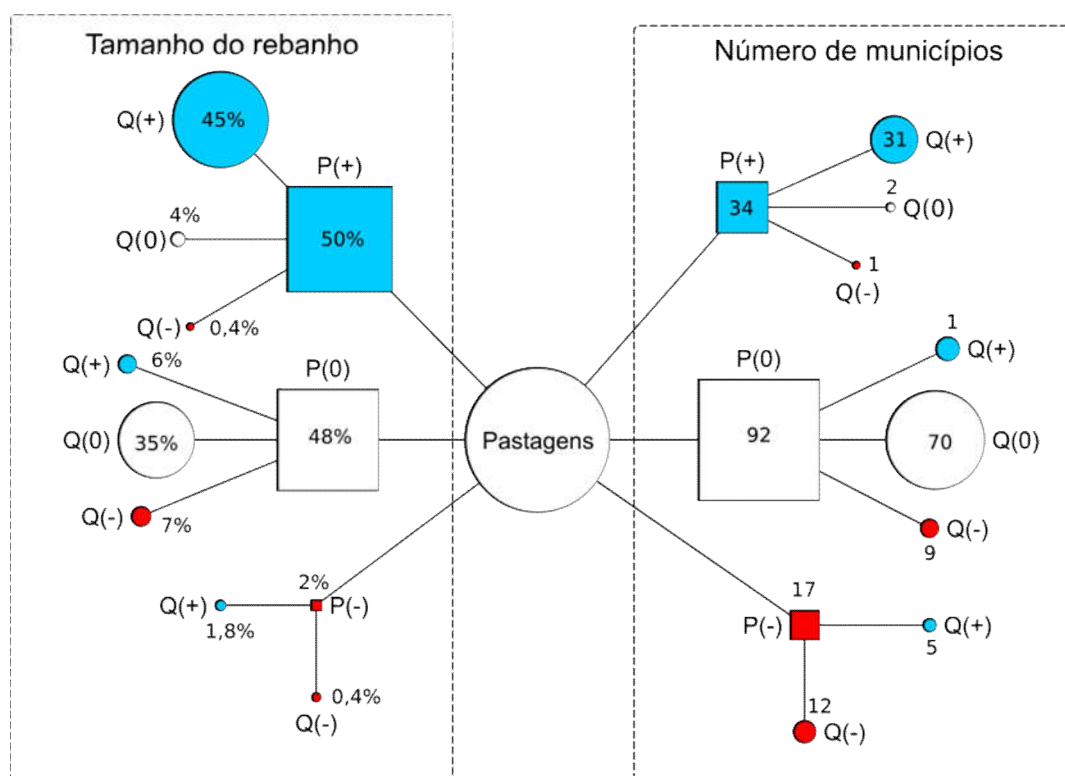 Tamanho do rebanho
Q(+)
45%
P(+)
4%
Q(0)
50%
Q(-)
0,4%
Q(+)
6%
P(0)
Q(0)
35%
48%
Q(-)
7%
2%
Q(+)
P(-)
1,8%
0,4%
Q(-)
Pastagens
Número de municípios
31
Q(+)
P(+)
34
2
Q(0)
1
Q(-)
1
Q(+)
P(0)
92
70
Q(0)
Q(-)
9
17
P(-)
Q(+)
5
12
Q(-)